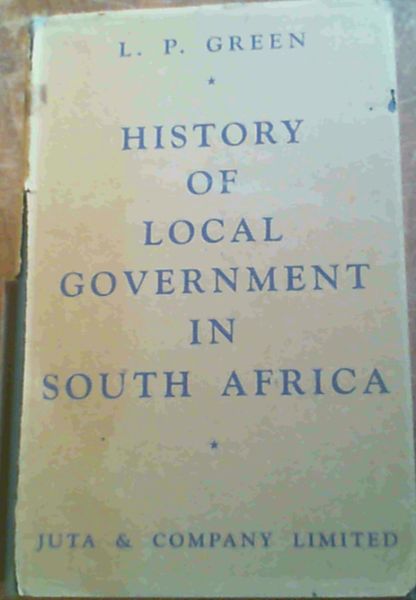 L. P. GREEN
HISTORY
OF
LOCAL
GOVERNMENT
IN
SOUTH AFRICA
JUTA & COMPANY LIMITED